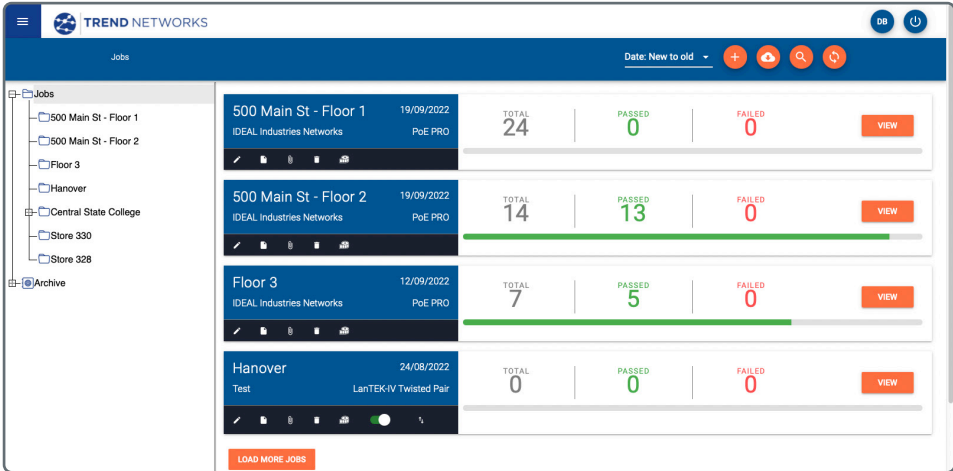 TREND NETWORKS
DB
Jobs
Date: New to old
Jobs
500 Main St - Floor 1
500 Main St - Floor 2
Floor 3
Hanover
Central State College
Store 330
Store 328
Archive
500 Main St - Floor 1 19/09/2022
IDEAL Industries Networks PoE PRO
TOTAL PASSED FAILED
24 0 0
VIEW
500 Main St - Floor 2 19/09/2022
IDEAL Industries Networks PoE PRO
TOTAL PASSED FAILED
14 13 0
VIEW
Floor 3 12/09/2022
IDEAL Industries Networks PoE PRO
TOTAL PASSED FAILED
7 5 0
VIEW
Hanover 24/08/2022
Test LanTEK-IV Twisted Pair
TOTAL PASSED FAILED
0 0 0
VIEW
LOAD MORE JOBS